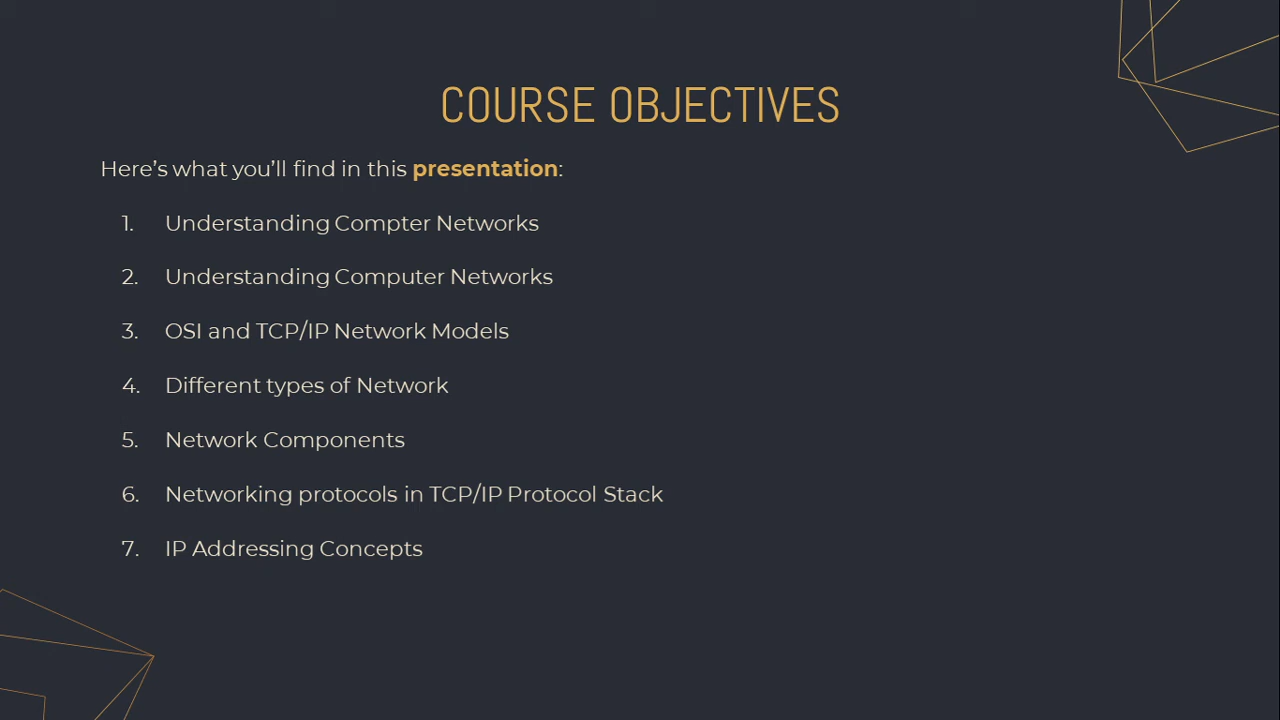 COURSE OBJECTIVES
Here’s what you’ll find in this presentation:
1. Understanding Compter Networks
2. Understanding Computer Networks
3. OSI and TCP/IP Network Models
4. Different types of Network
5. Network Components
6. Networking protocols in TCP/IP Protocol Stack
7. IP Addressing Concepts